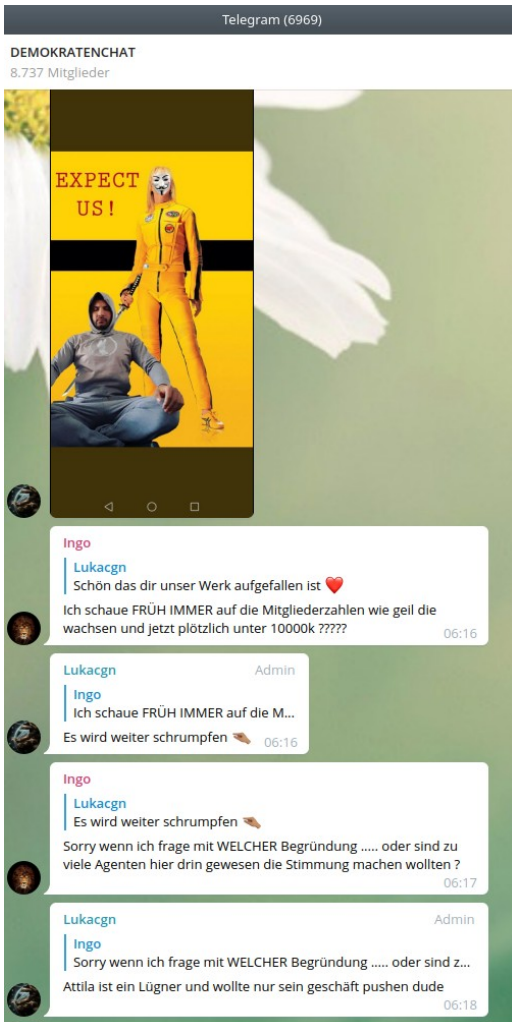 Telegram (6969)
DEMOKRATENCHAT
8.737 Mitglieder
EXPECT
US!
Ingo
Lukacgn
Schön das dir unser Werk aufgefallen ist ❤️
Ich schaue FRÜH IMMER auf die Mitgliederzahlen wie geil die
wachsen und jetzt plötzlich unter 10000k ?????
06:16
Lukacgn Admin
Ingo
Ich schaue FRÜH IMMER auf die M...
Es wird weiter schrumpfen 🤏🏽 06:16
Ingo
Lukacgn
Es wird weiter schrumpfen 🤏🏽
Sorry wenn ich frage mit WELCHER Begründung ..... oder sind zu
viele Agenten hier drin gewesen die Stimmung machen wollten ?
06:17
Lukacgn Admin
Ingo
Sorry wenn ich frage mit WELCHER Begründung ..... oder sind z...
Attila ist ein Lügner und wollte nur sein geschäft pushen dude
06:18